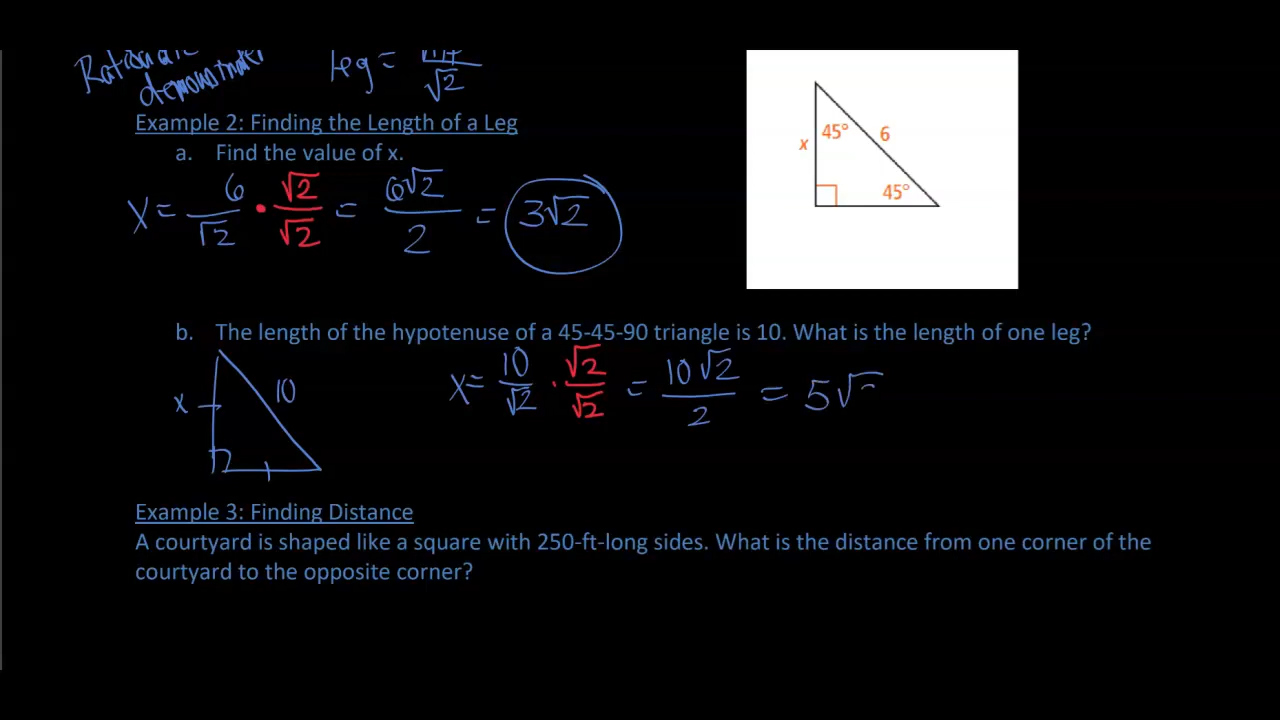 leg =
√2
Example 2: Finding the Length of a Leg
a. Find the value of x.
x = 6/√2 • √2/√2 = 6√2/2 = 3√2
45°
6
x
45°
b. The length of the hypotenuse of a 45-45-90 triangle is 10. What is the length of one leg?
x = 10/√2 · √2/√2 = 10√2/2 = 5√
x
10
Example 3: Finding Distance
A courtyard is shaped like a square with 250-ft-long sides. What is the distance from one corner of the
courtyard to the opposite corner?